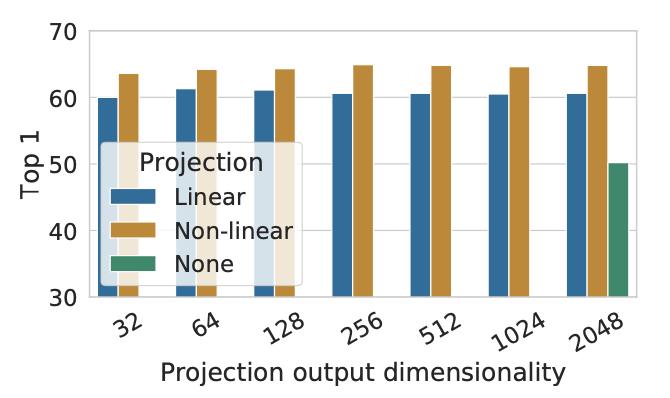 70
60
50
40
30
Top 1
Projection
Linear
Non-linear
None
32 64 128 256 512 1024 2048
Projection output dimensionality